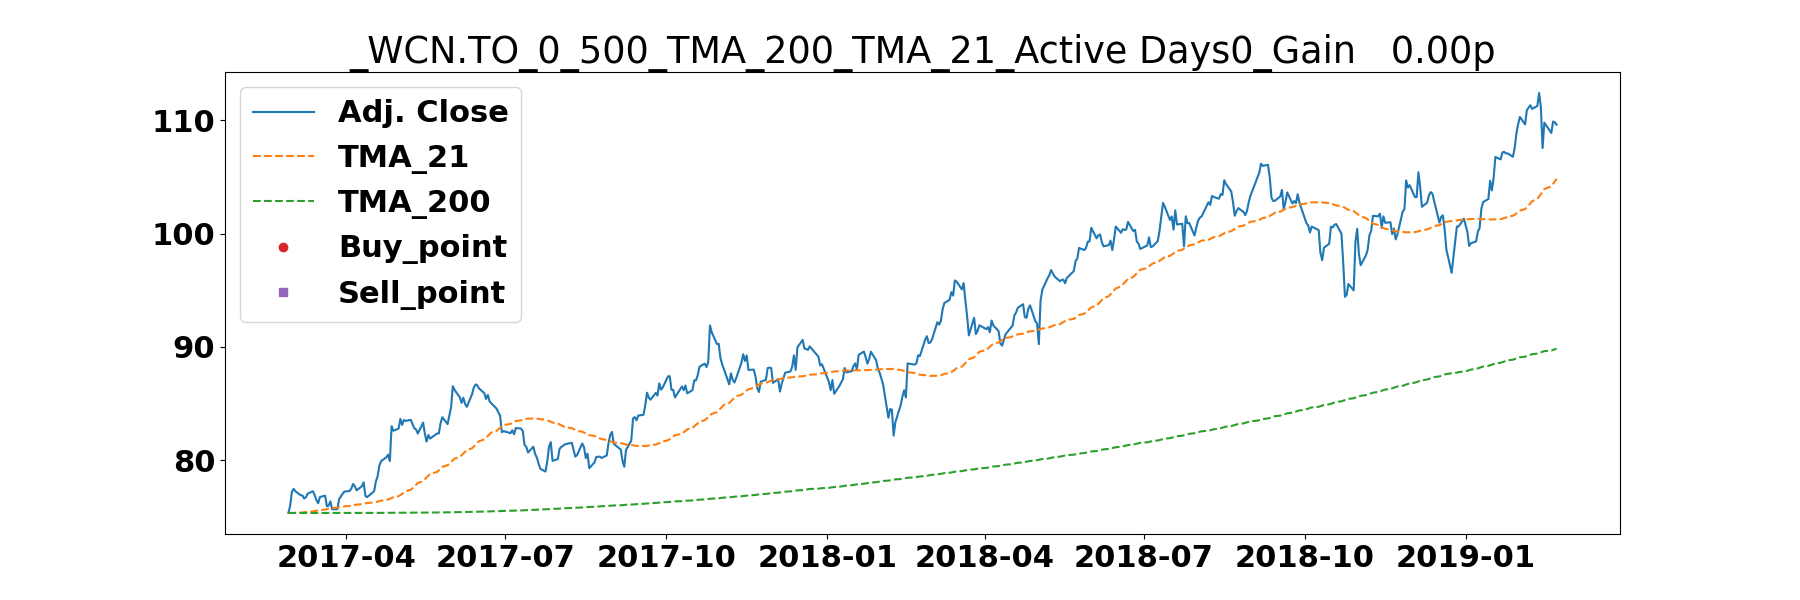 _WCN.TO_0_500_TMA_200_TMA_21_Active Days0_Gain   0.00p
110
100
90
80
Adj. Close
TMA_21
TMA_200
Buy_point
Sell_point
2017-04 2017-07 2017-10 2018-01 2018-04 2018-07 2018-10 2019-01